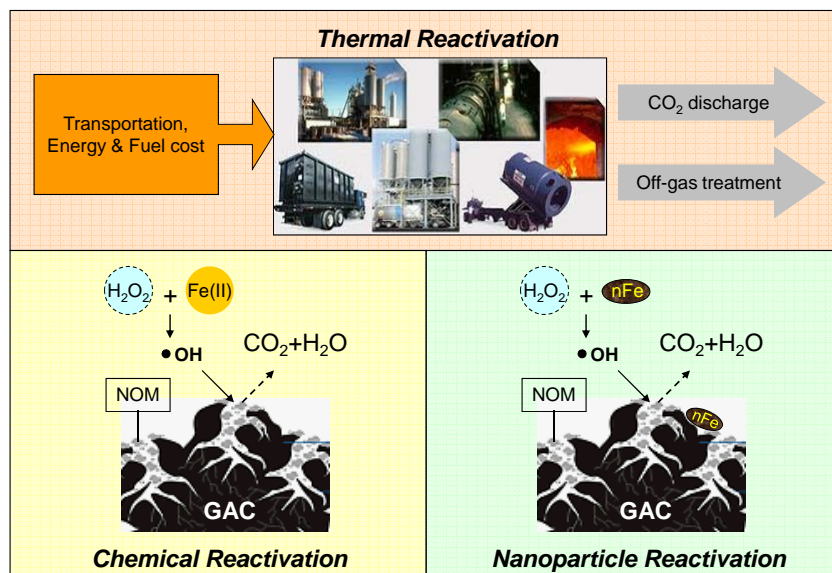 Thermal Reactivation
Transportation,
Energy & Fuel cost
CO₂ discharge
Off-gas treatment
H₂O₂ + Fe(II)
• OH
CO₂+H₂O
NOM
GAC
Chemical Reactivation
H₂O₂ + nFe
• OH
CO₂+H₂O
NOM
nFe
GAC
Nanoparticle Reactivation